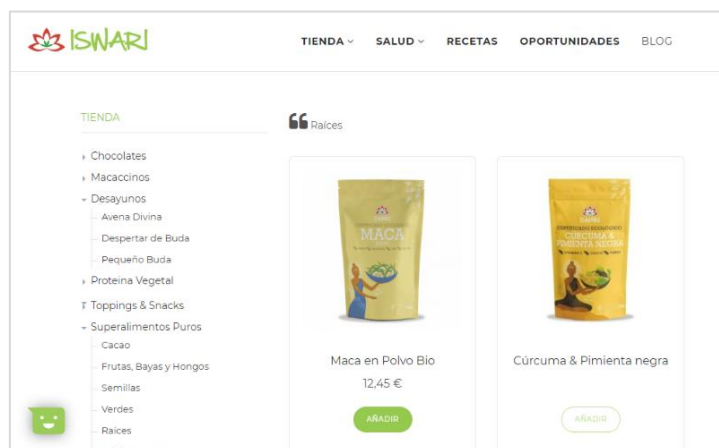 ISWARI
TIENDA SALUD RECETAS OPORTUNIDADES BLOG
TIENDA
Chocolates
Macaccinos
Desayunos
Avena Divina
Despertar de Buda
Pequeño Buda
Proteina Vegetal
Toppings & Snacks
Superalimentos Puros
Cacao
Frutas, Bayas y Hongos
Semillas
Verdes
Raíces
Raíces
MACA
CÚRCUMA &
PIMIENTA NEGRA
Maca en Polvo Bio
12,45 €
AÑADIR
Cúrcuma & Pimienta negra
AÑADIR